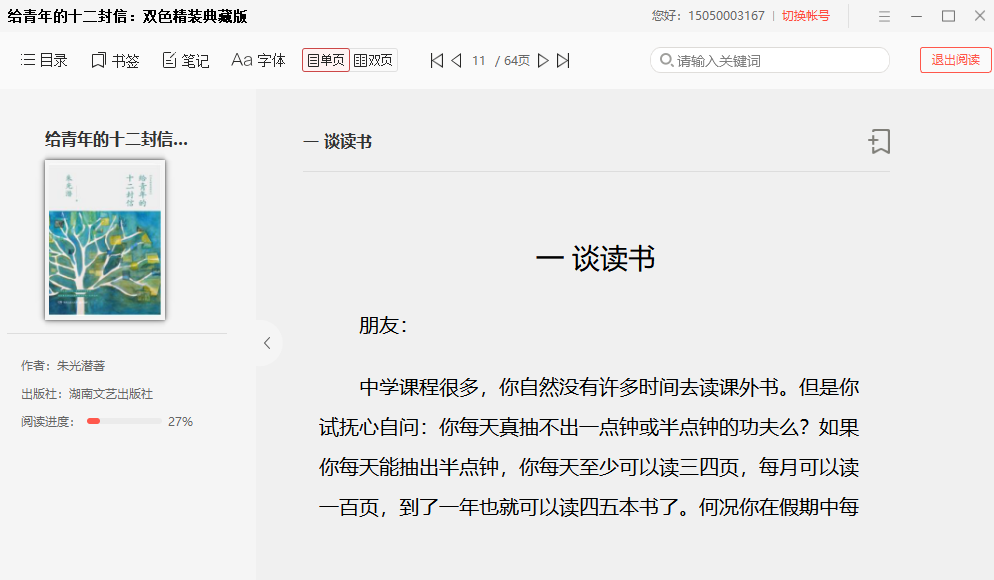 给青年的十二封信：双色精装典藏版
您好：15050003167 | 切换帐号
目录 书签 笔记 Aa 字体 单页 双页 11 / 64页 请输入关键词 退出阅读
给青年的十二封信...
朱光潜
给青年的
十二封信
作者：朱光潜著
出版社：湖南文艺出版社
阅读进度： 27%
一 谈读书
一 谈读书
朋友：
中学课程很多，你自然没有许多时间去读课外书。但是你
试抚心自问：你每天真抽不出一点钟或半点钟的功夫么？如果
你每天能抽出半点钟，你每天至少可以读三四页，每月可以读
一百页，到了一年也就可以读四五本书了。何况你在假期中每